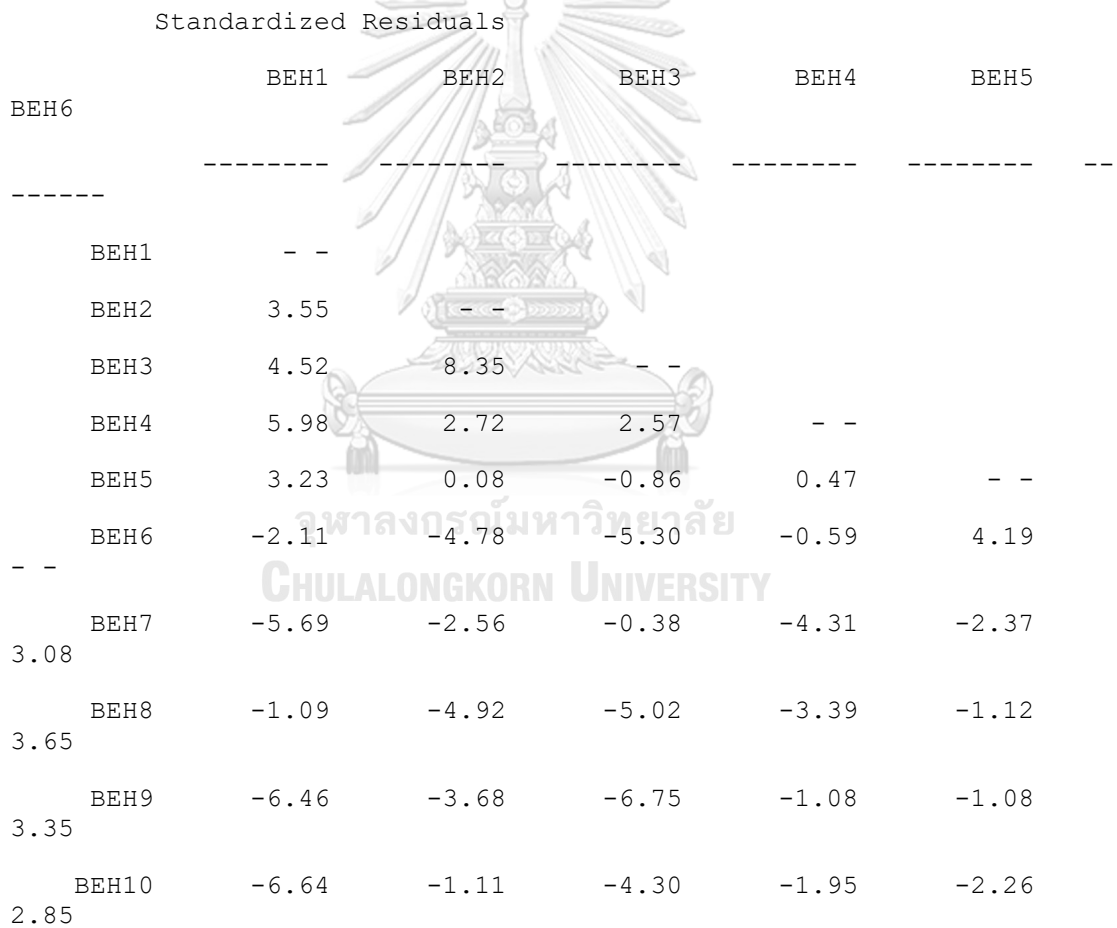 Standardized Residuals
BEH1 BEH2 BEH3 BEH4 BEH5
BEH6
-------- -------- -------- -------- -------- --
------
BEH1 - -
BEH2 3.55 - -
BEH3 4.52 8.35 - -
BEH4 5.98 2.72 2.57 - -
BEH5 3.23 0.08 -0.86 0.47 - -
จุฬาลงกรณ์มหาวิทยาลัย
BEH6 -2.11 -4.78 -5.30 -0.59 4.19
- -
CHULALONGKORN UNIVERSITY
BEH7 -5.69 -2.56 -0.38 -4.31 -2.37
3.08
BEH8 -1.09 -4.92 -5.02 -3.39 -1.12
3.65
BEH9 -6.46 -3.68 -6.75 -1.08 -1.08
3.35
BEH10 -6.64 -1.11 -4.30 -1.95 -2.26
2.85